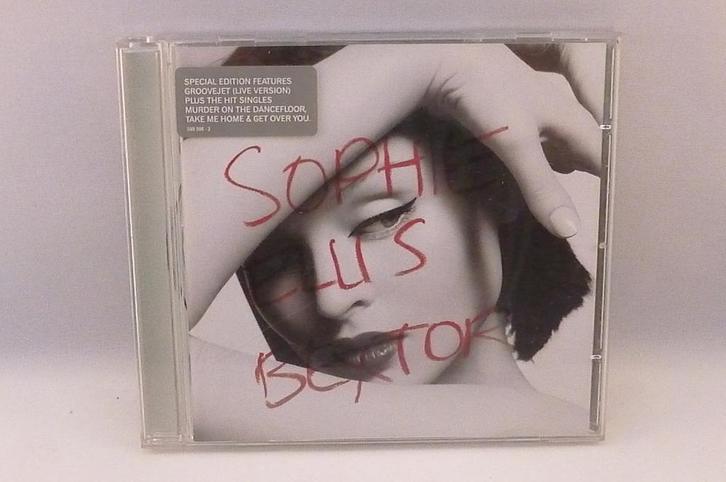 SPECIAL EDITION FEATURES
GROOVEJET (LIVE VERSION)
PLUS THE HIT SINGLES
MURDER ON THE DANCEFLOOR,
TAKE ME HOME & GET OVER YOU.
SOPHIE
ELLIS
BEXTOR